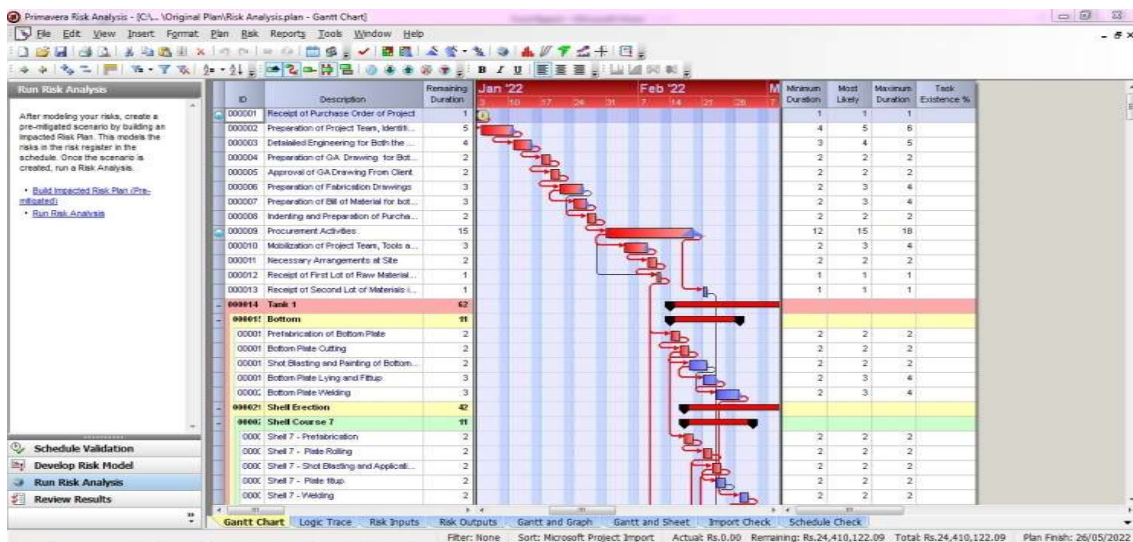 Primavera Risk Analysis - [C:\... \Original Plan\Risk Analysis.plan - Gantt Chart]
File Edit View Insert Format Plan Risk Reports Tools Window Help
B I U
Run Risk Analysis
After modeling your risks, create a
pre-mitigated scenario by building an
Impacted Risk Plan. This models the
risks in the risk register in the
schedule. Once the scenario is
created, run a Risk Analysis.
• Build Impacted Risk Plan (Pre-
mitigated)
• Run Risk Analysis
Schedule Validation
Develop Risk Model
Run Risk Analysis
Review Results
ID Description Remaining Duration Jan '22 Feb '22 M Minimum Duration Most Likely Maximum Duration Task Existence %
3 10 17 24 31 7 14 21 28 7
000001 Receipt of Purchase Order of Project 1 1 1 1
000002 Preparation of Project Team, Identifi... 5 4 5 6
000003 Detalailed Engineering for Both the ... 4 3 4 5
000004 Preparation of GA Drawing for Bot... 2 2 2 2
000005 Approval of GA Drawing From Client 2 2 2 2
000006 Preparation of Fabrication Drawings 3 2 3 4
000007 Preparation of Bill of Material for bot... 3 2 3 4
000008 Indenting and Preparation of Purcha... 2 2 2 2
000009 Procurement Activities 15 12 15 18
000010 Mobilization of Project Team, Tools a... 3 2 3 4
000011 Necessary Arrangements at Site 2 2 2 2
000012 Receipt of First Lot of Raw Material... 1 1 1 1
000013 Receipt of Second Lot of Materials i... 1 1 1 1
000014 Tank 1 62
Bottom 11
00001 Prefabrication of Bottom Plate 2 2 2 2
00001 Bottom Plate Cutting 2 2 2 2
00001 Shot Blasting and Painting of Bottom... 2 2 2 2
00001 Bottom Plate Lying and Fittup 3 2 3 4
Bottom Plate Welding 3 2 3 4
000021 Shell Erection 42
Shell Course 7 11
Shell 7 - Prefabrication 2 2 2 2
Shell 7 - Plate Rolling 2 2 2 2
Shell 7 - Shot Blasting and Applicati... 2 2 2 2
Shell 7 - Plate fitup 2 2 2 2
Shell 7 - Welding 2 2 2 2
Gantt Chart Logic Trace Risk Inputs Risk Outputs Gantt and Graph Gantt and Sheet Import Check Schedule Check
Filter: None Sort: Microsoft Project Import Actual: Rs.0.00 Remaining: Rs.24,410,122.09 Total: Rs.24,410,122.09 Plan Finish: 26/05/2022